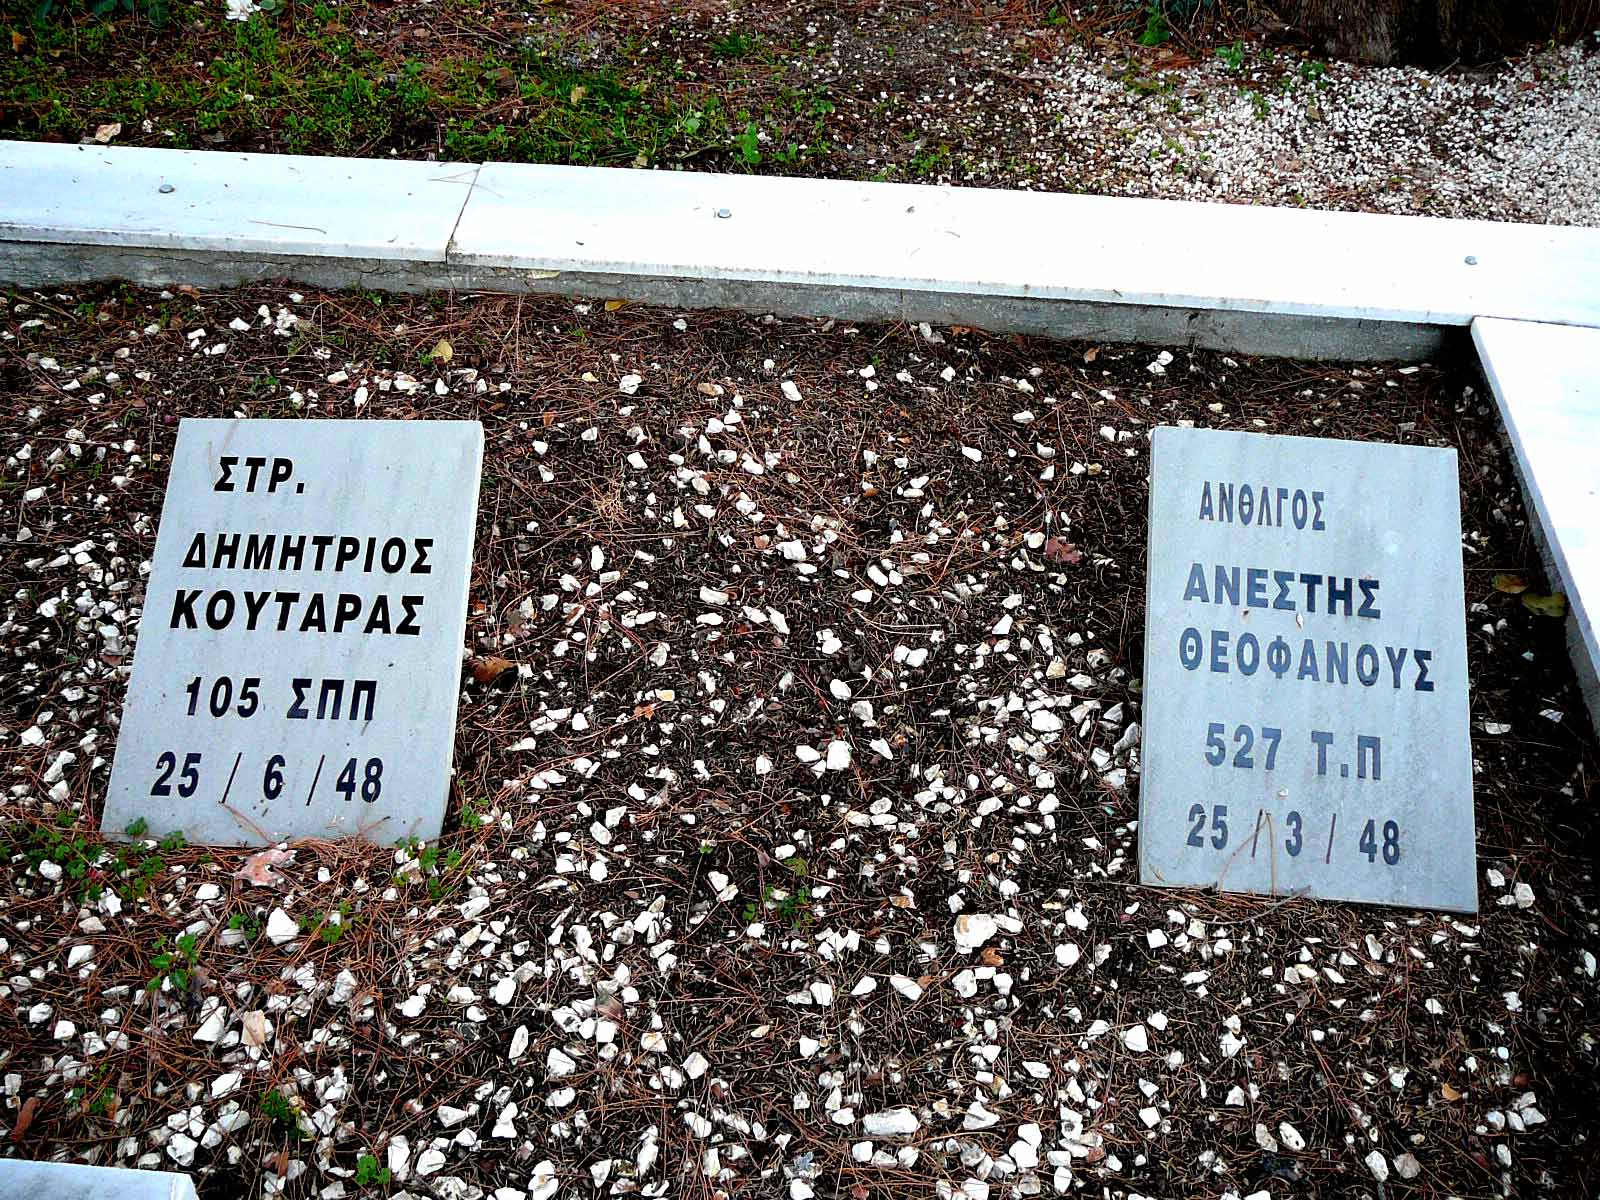 ΣΤΡ.
ΔΗΜΗΤΡΙΟΣ
ΚΟΥΤΑΡΑΣ
105 ΣΠΠ
25 / 6 / 48
ΑΝΘΛΓΟΣ
ΑΝΕΣΤΗΣ
ΘΕΟΦΑΝΟΥΣ
527 Τ.Π
25 / 3 / 48